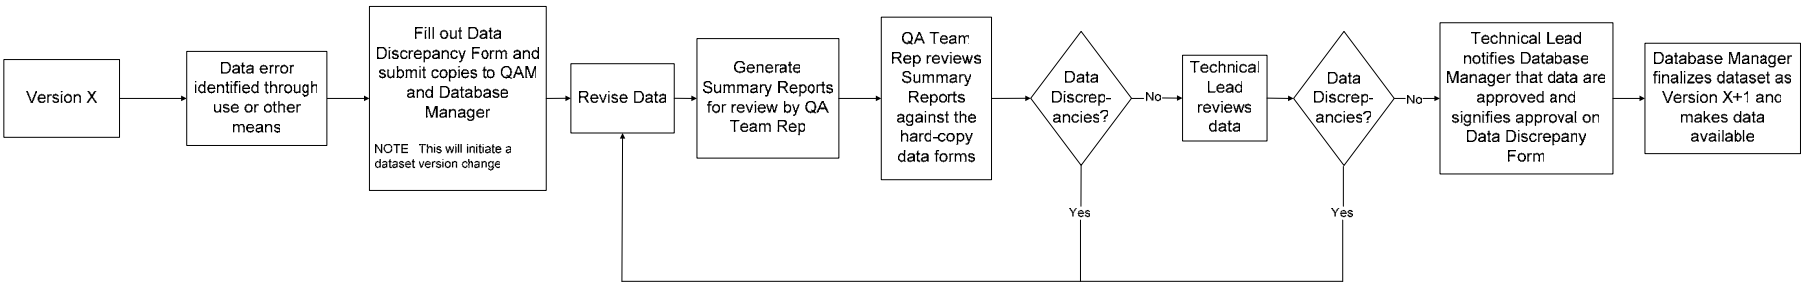 Version X
Data error
identified through
use or other
means
Fill out Data
Discrepancy Form and
submit copies to QAM
and Database
Manager
NOTE This will initiate a
dataset version change
Revise Data
Generate
Summary Reports
for review by QA
Team Rep
QA Team
Rep reviews
Summary
Reports
against the
hard-copy
data forms
Data
Discrep-
ancies?
No
Yes
Technical
Lead
reviews
data
Data
Discrep-
ancies?
No
Yes
Technical Lead
notifies Database
Manager that data are
approved and
signifies approval on
Data Discrepany
Form
Database Manager
finalizes dataset as
Version X+1 and
makes data
available